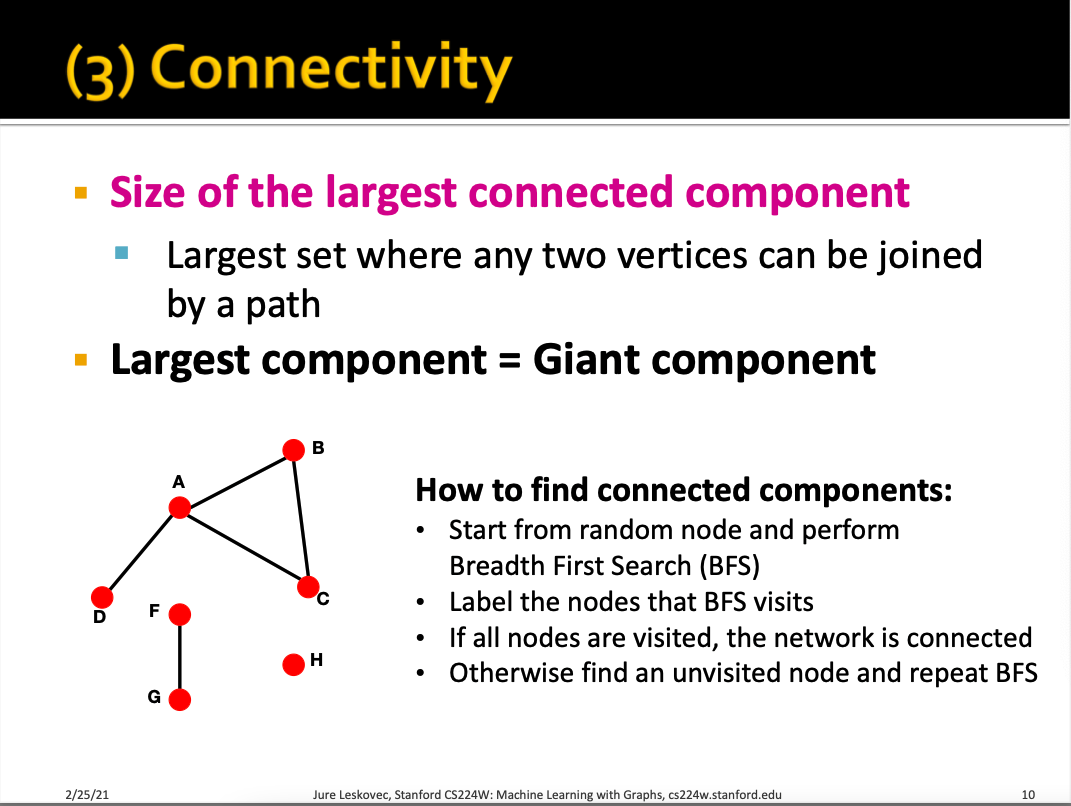 (3) Connectivity
Size of the largest connected component
Largest set where any two vertices can be joined
by a path
Largest component = Giant component
B
A
C
D
F
H
G
How to find connected components:
• Start from random node and perform
Breadth First Search (BFS)
• Label the nodes that BFS visits
• If all nodes are visited, the network is connected
• Otherwise find an unvisited node and repeat BFS
2/25/21
Jure Leskovec, Stanford CS224W: Machine Learning with Graphs, cs224w.stanford.edu
10